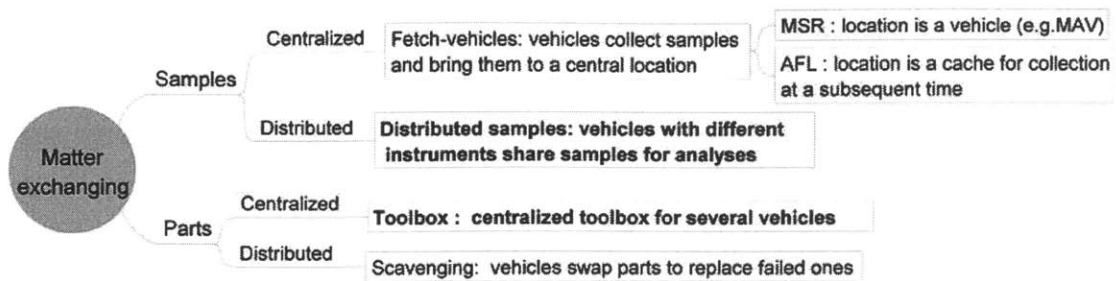 Matter
exchanging
Samples
Centralized
Fetch-vehicles: vehicles collect samples
and bring them to a central location
MSR : location is a vehicle (e.g.MAV)
AFL : location is a cache for collection
at a subsequent time
Distributed
Distributed samples: vehicles with different
instruments share samples for analyses
Parts
Centralized
Toolbox : centralized toolbox for several vehicles
Distributed
Scavenging: vehicles swap parts to replace failed ones